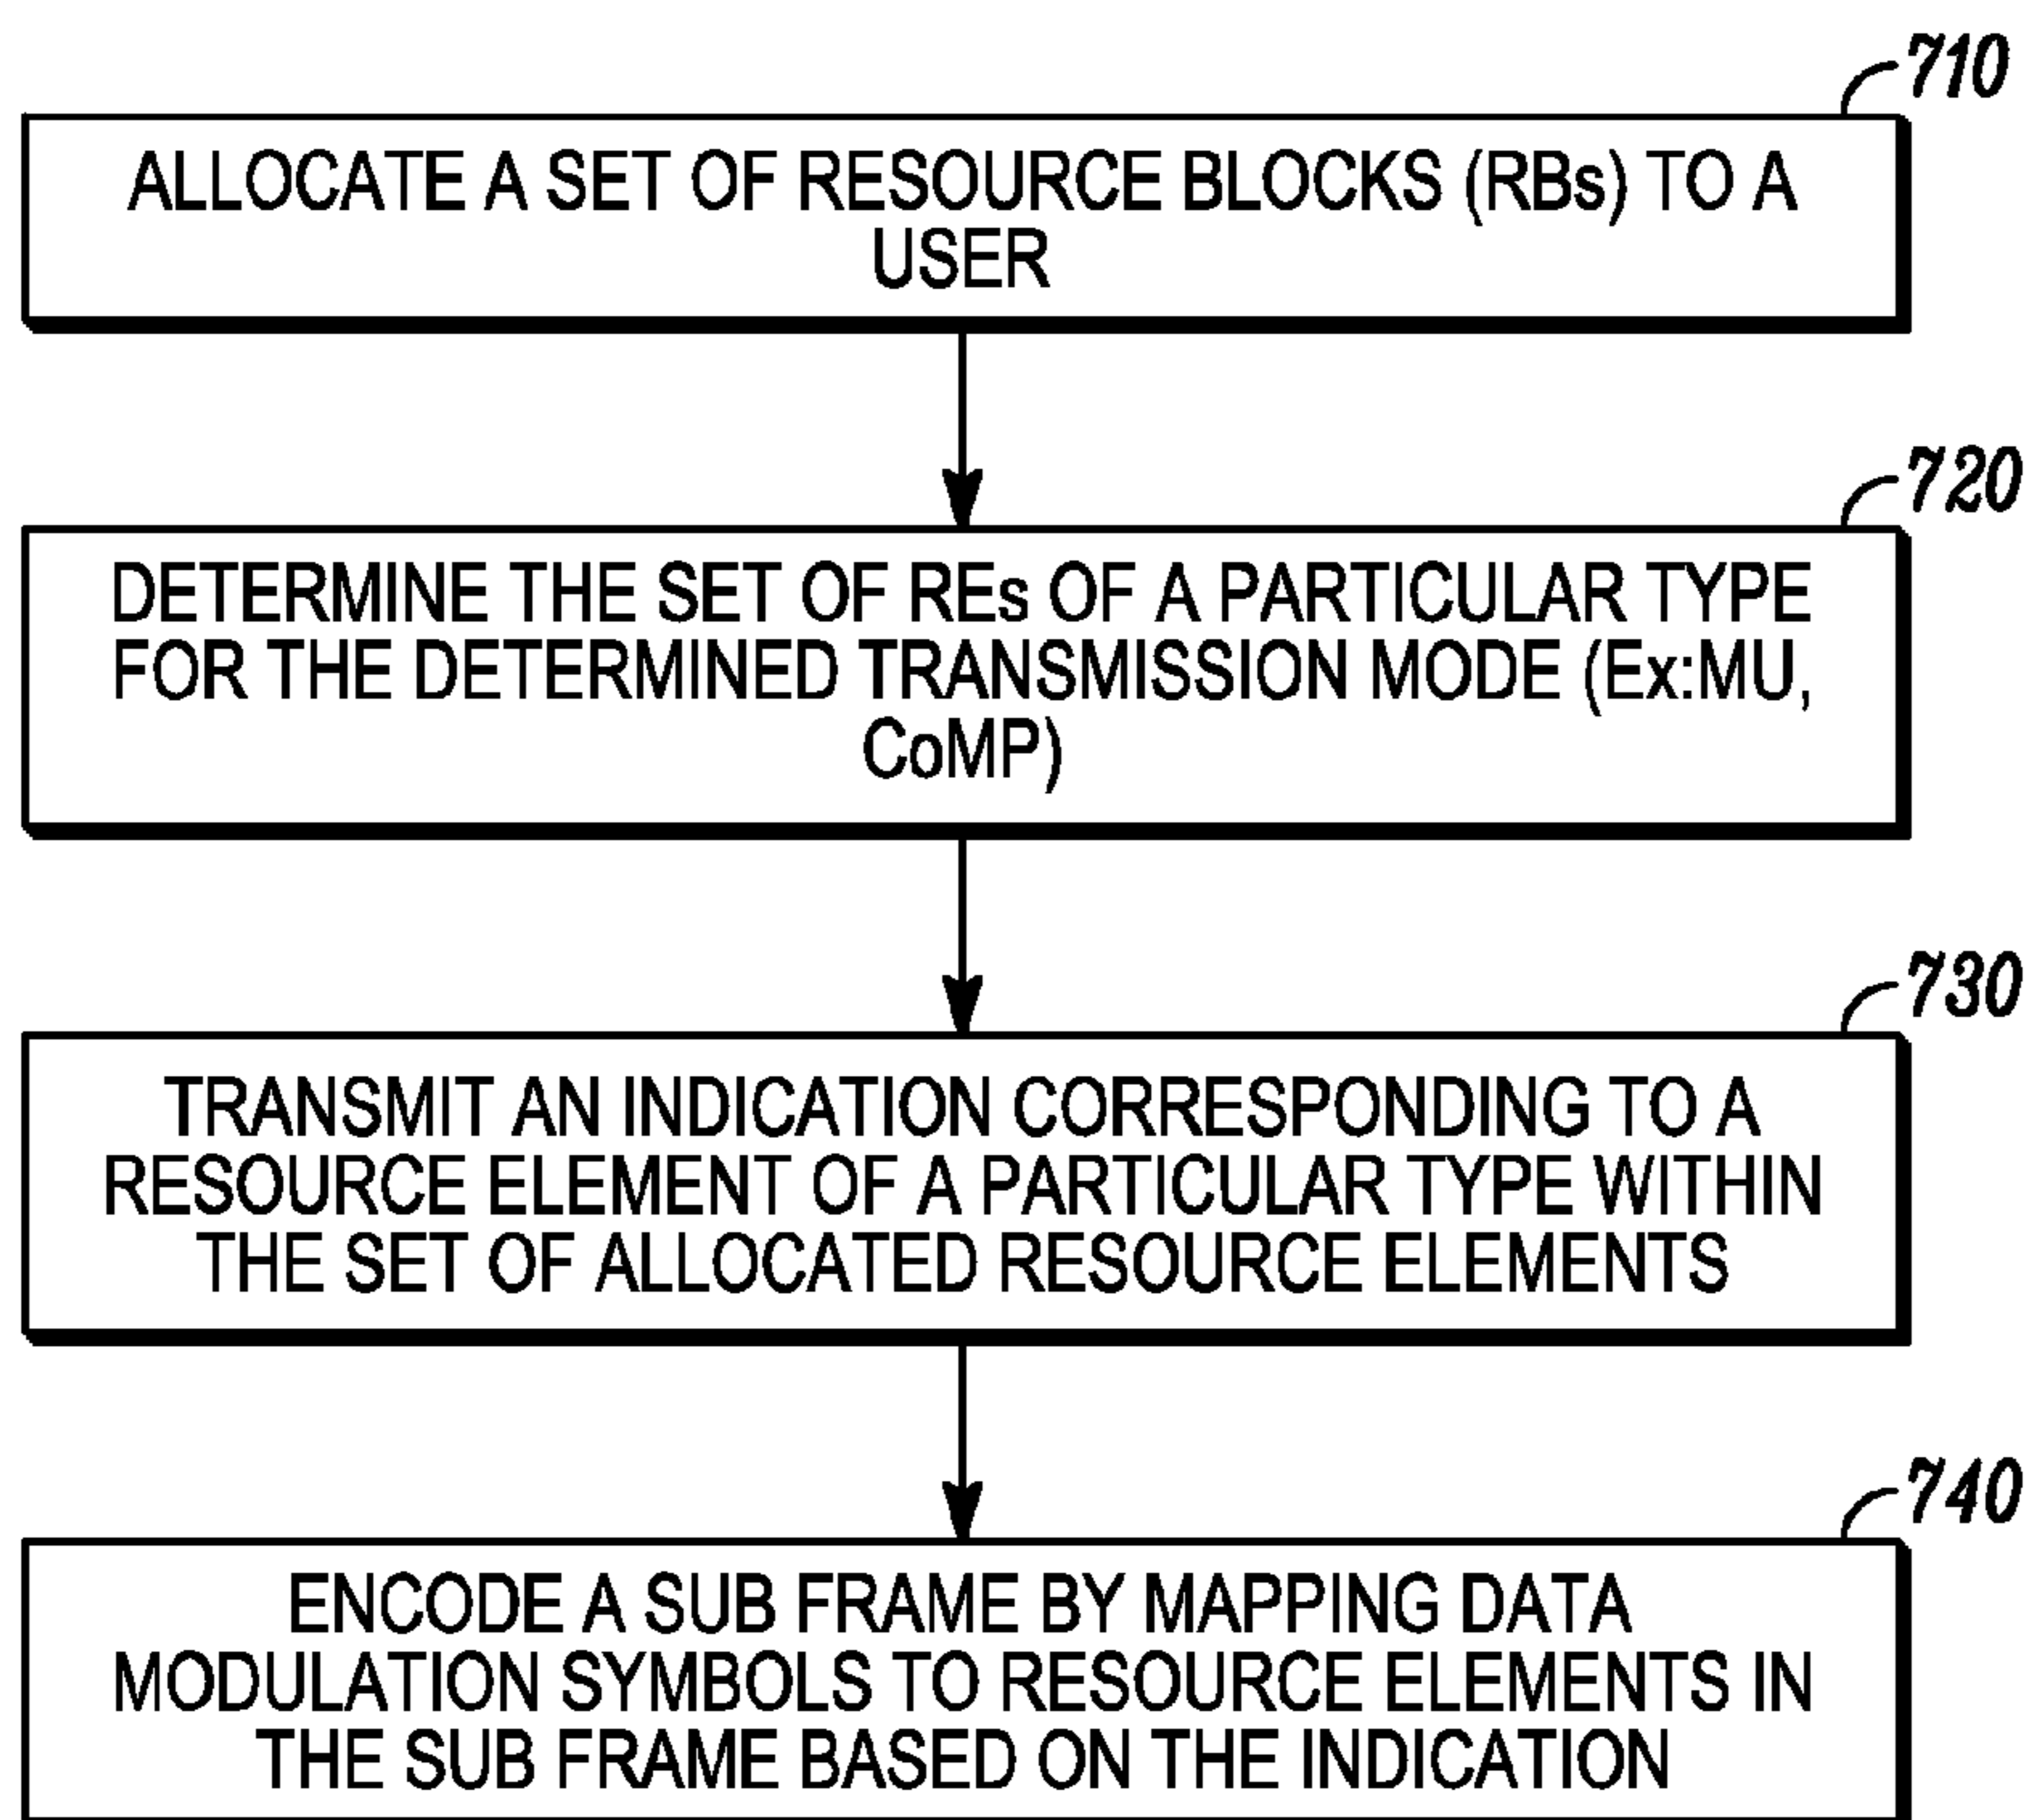 710
ALLOCATE A SET OF RESOURCE BLOCKS (RBs) TO A
USER
720
DETERMINE THE SET OF REs OF A PARTICULAR TYPE
FOR THE DETERMINED TRANSMISSION MODE (Ex:MU,
CoMP)
730
TRANSMIT AN INDICATION CORRESPONDING TO A
RESOURCE ELEMENT OF A PARTICULAR TYPE WITHIN
THE SET OF ALLOCATED RESOURCE ELEMENTS
740
ENCODE A SUB FRAME BY MAPPING DATA
MODULATION SYMBOLS TO RESOURCE ELEMENTS IN
THE SUB FRAME BASED ON THE INDICATION